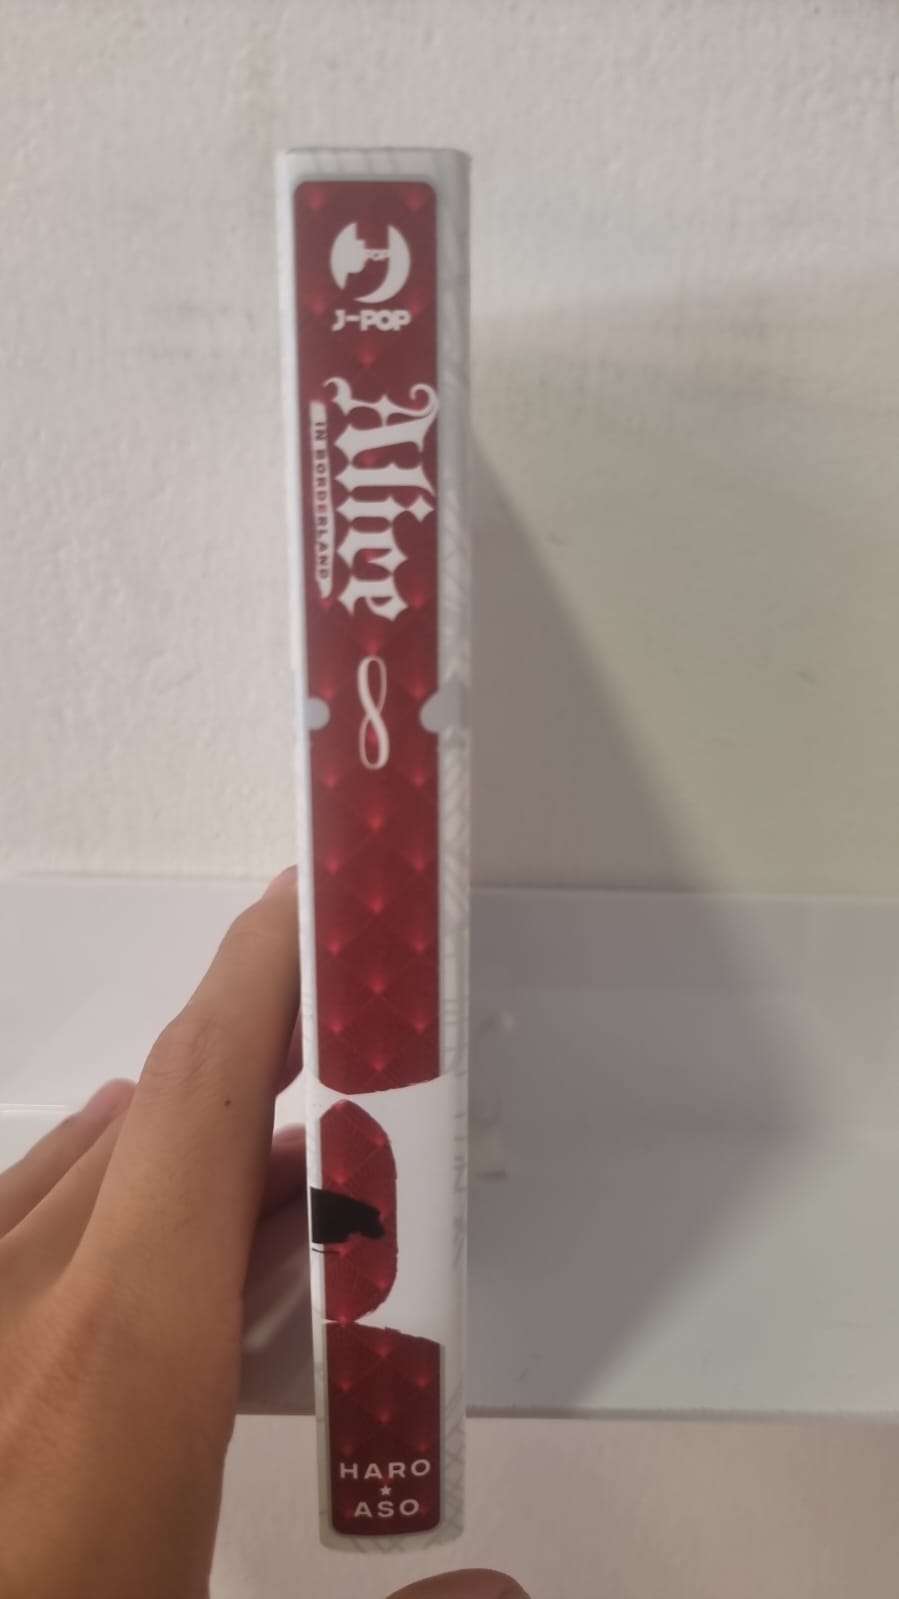 J-POP
Alice
IN BORDERLAND
8
HARO
ASO